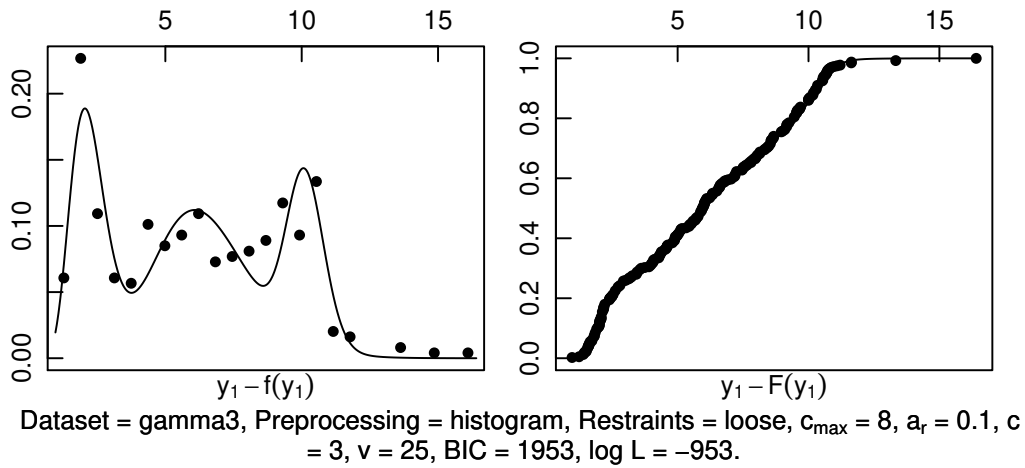 5 10 15
5 10 15
0.00 0.10 0.20
0.0 0.2 0.4 0.6 0.8 1.0
y₁ – f(y₁)
y₁ – F(y₁)
Dataset = gamma3, Preprocessing = histogram, Restraints = loose, cₘₐₓ = 8, aᵣ = 0.1, c
= 3, v = 25, BIC = 1953, log L = −953.